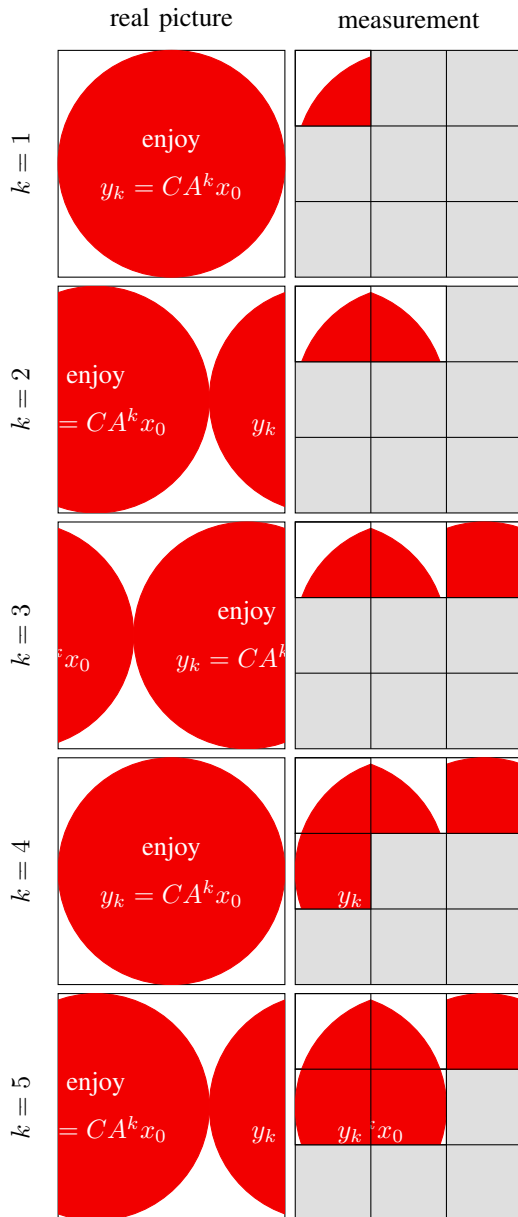 real picture measurement
k = 1
enjoy
y_k = CA^k x_0
k = 2
enjoy
= CA^k x_0 y_k
k = 3
enjoy
^k x_0 y_k = CA^k
k = 4
enjoy
y_k = CA^k x_0 y_k
k = 5
enjoy
= CA^k x_0 y_k y_k ^k x_0